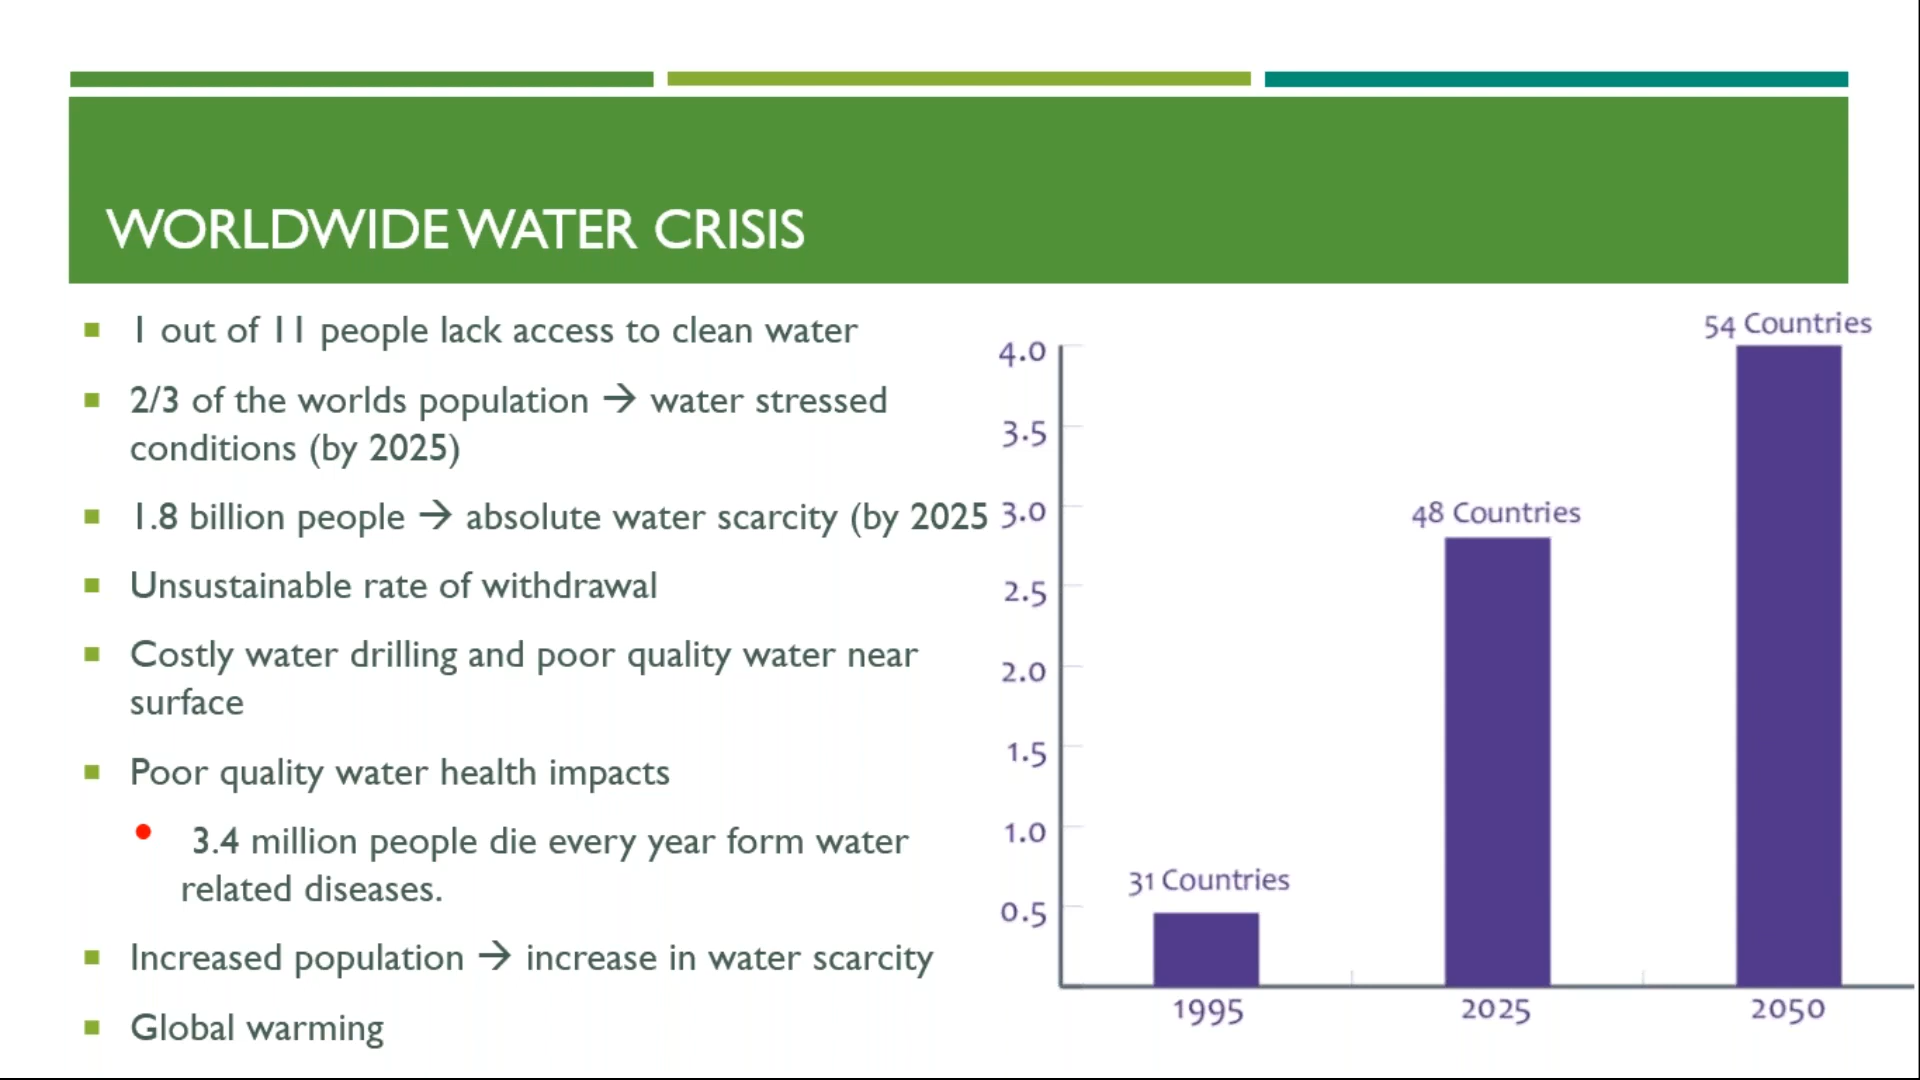 WORLDWIDE WATER CRISIS
1 out of 11 people lack access to clean water
2/3 of the worlds population → water stressed
conditions (by 2025)
1.8 billion people → absolute water scarcity (by 2025
Unsustainable rate of withdrawal
Costly water drilling and poor quality water near
surface
Poor quality water health impacts
3.4 million people die every year form water
related diseases.
Increased population → increase in water scarcity
Global warming
54 Countries
4.0
3.5
48 Countries
3.0
2.5
2.0
1.5
1.0
31 Countries
0.5
1995 2025 2050